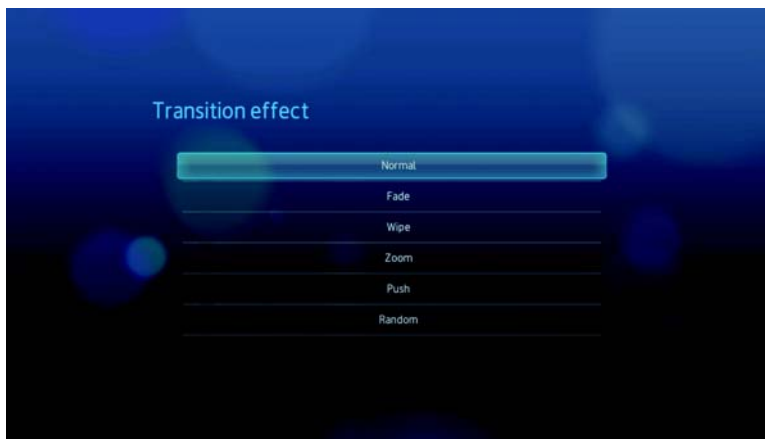 Transition effect
Normal
Fade
Wipe
Zoom
Push
Random